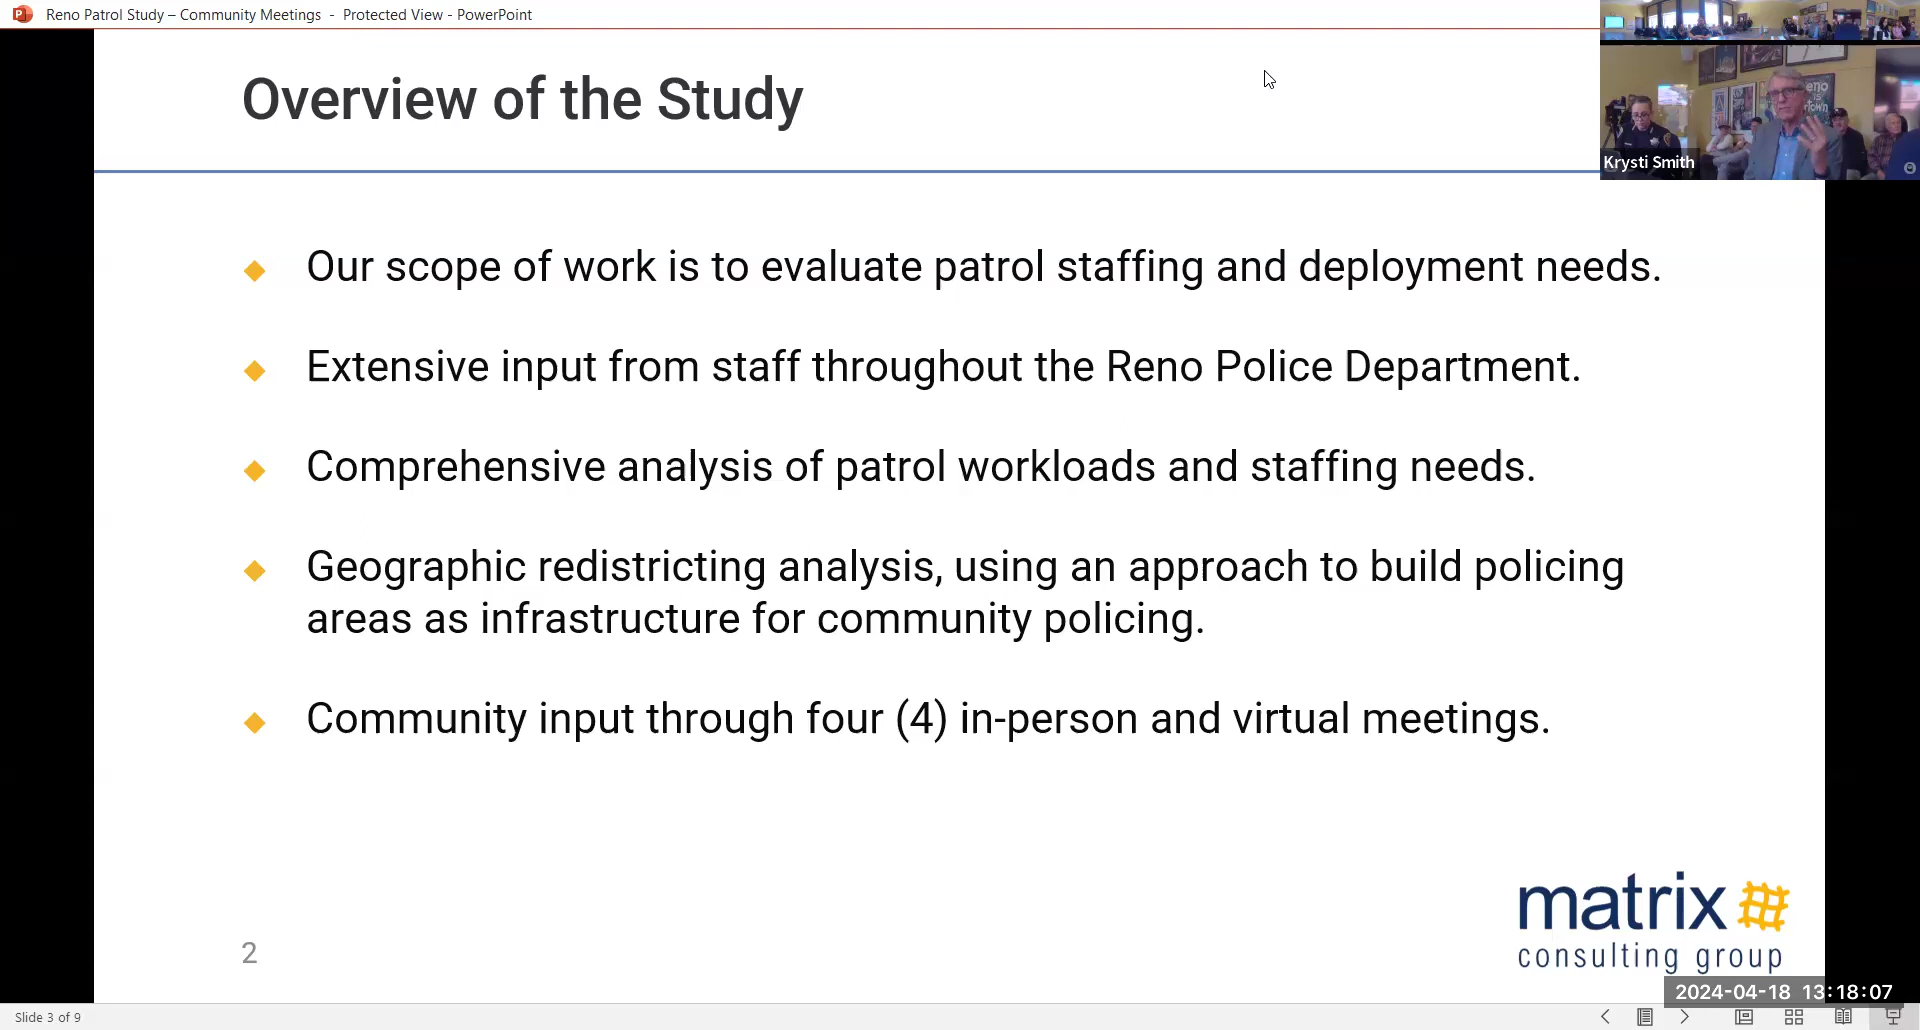 Reno Patrol Study – Community Meetings - Protected View - PowerPoint
Overview of the Study
Krysti Smith
Our scope of work is to evaluate patrol staffing and deployment needs.
Extensive input from staff throughout the Reno Police Department.
Comprehensive analysis of patrol workloads and staffing needs.
Geographic redistricting analysis, using an approach to build policing
areas as infrastructure for community policing.
Community input through four (4) in-person and virtual meetings.
2
matrix
consulting group
2024-04-18 13:18:07
Slide 3 of 9